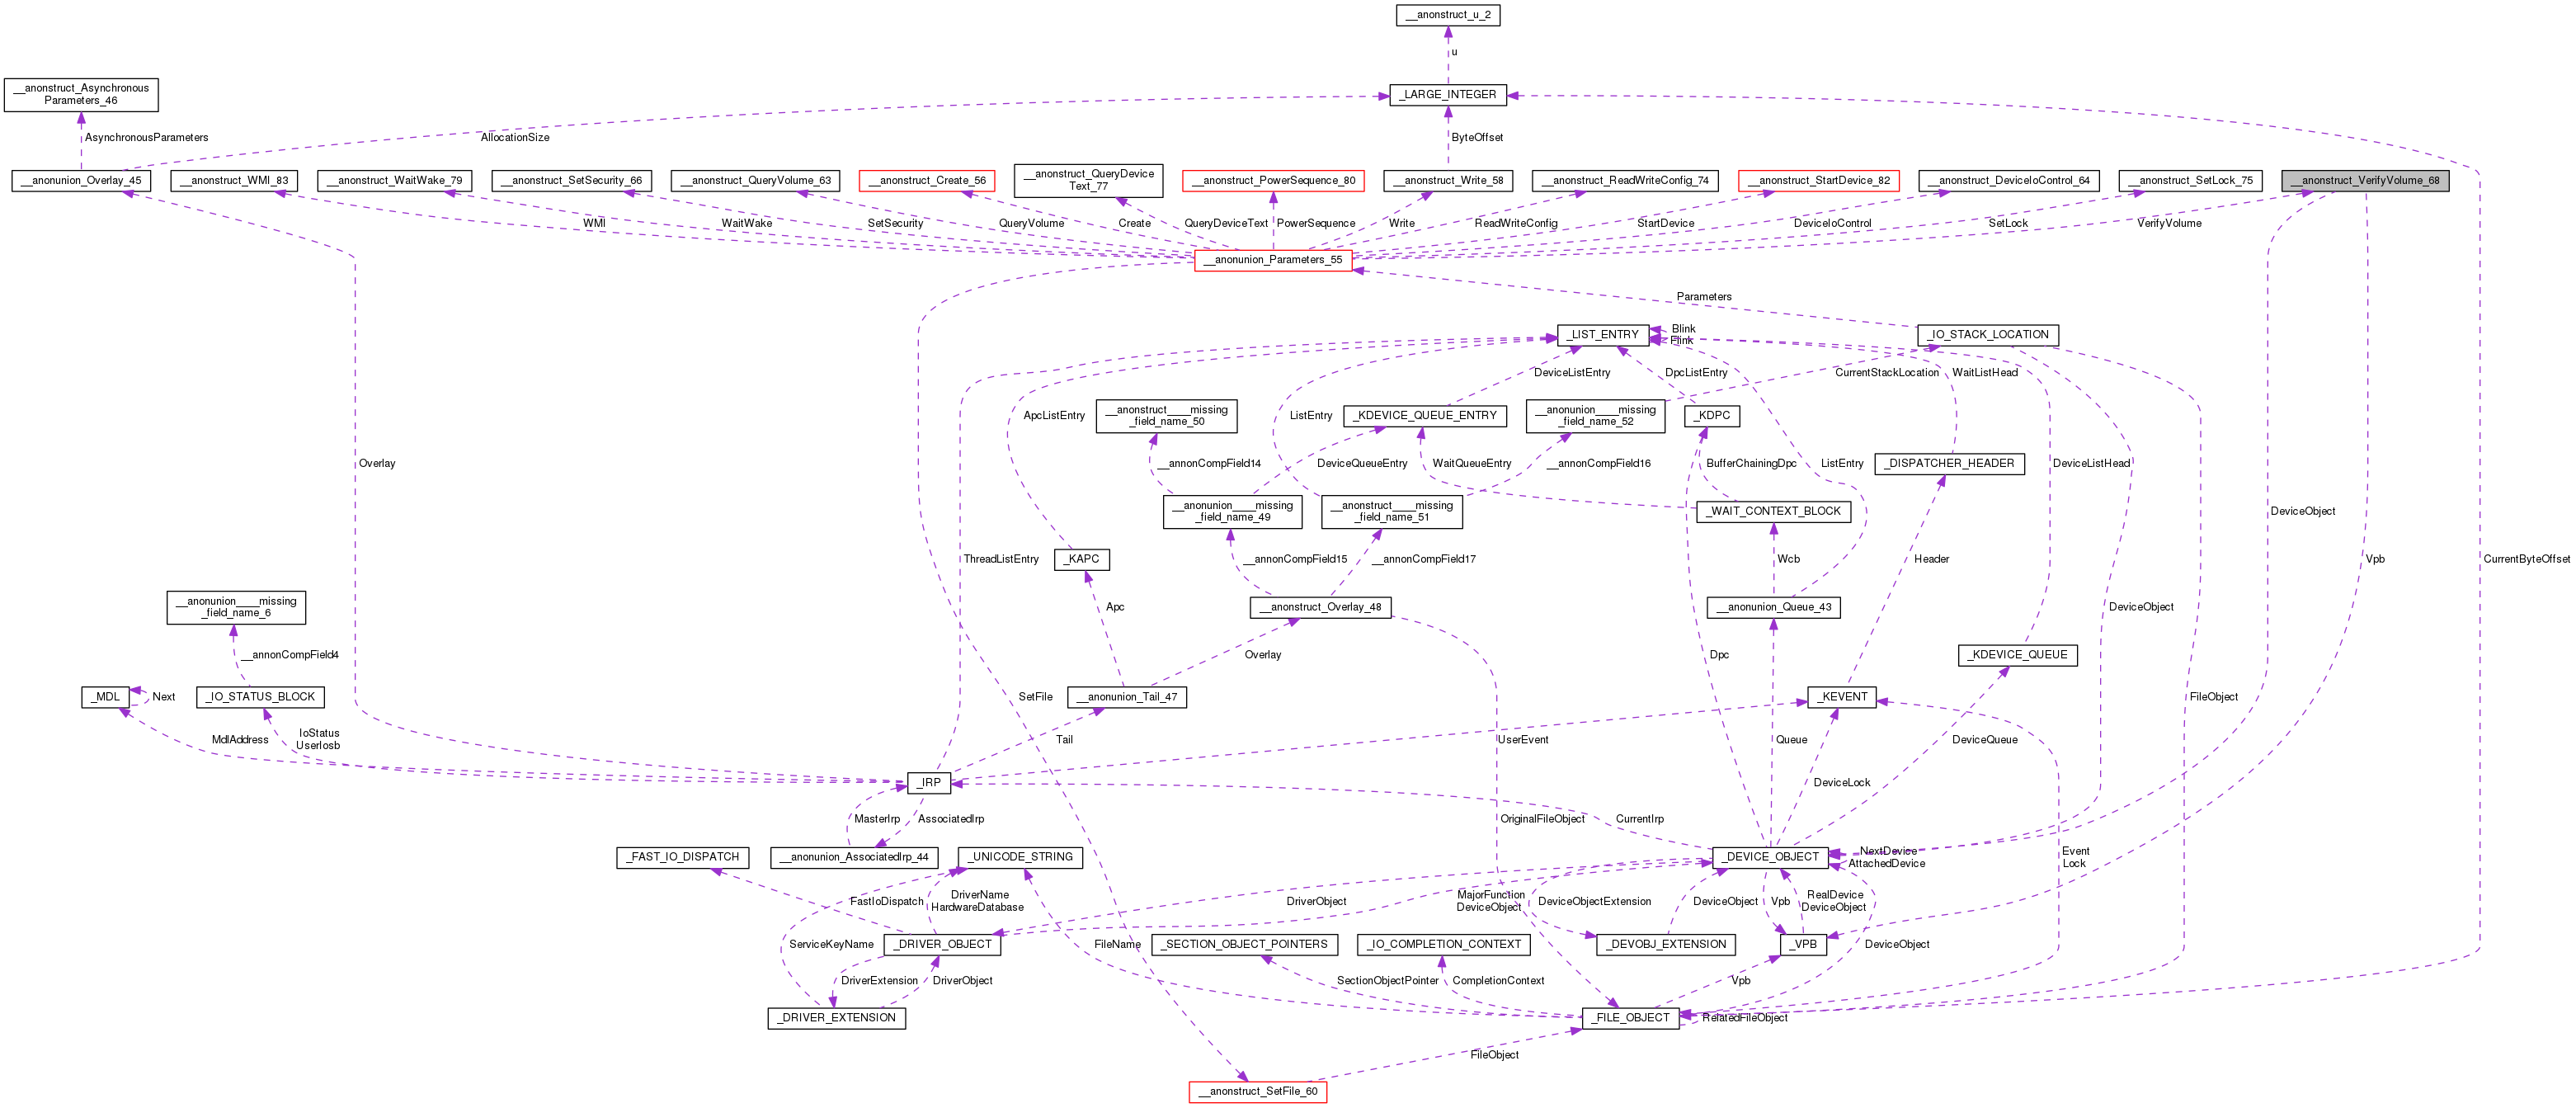 __anonstruct_u_2
u
__anonstruct_Asynchronous
Parameters_46
_LARGE_INTEGER
AsynchronousParameters
AllocationSize
ByteOffset
__anonunion_Overlay_45
__anonstruct_WMI_83
__anonstruct_WaitWake_79
__anonstruct_SetSecurity_66
__anonstruct_QueryVolume_63
__anonstruct_Create_56
__anonstruct_QueryDevice
Text_77
__anonstruct_PowerSequence_80
__anonstruct_Write_58
__anonstruct_ReadWriteConfig_74
__anonstruct_StartDevice_82
__anonstruct_DeviceIoControl_64
__anonstruct_SetLock_75
__anonstruct_VerifyVolume_68
WMI
WaitWake
SetSecurity
QueryVolume
Create
QueryDeviceText
PowerSequence
Write
ReadWriteConfig
StartDevice
DeviceIoControl
SetLock
VerifyVolume
__anonunion_Parameters_55
Parameters
_LIST_ENTRY
Blink
Flink
_IO_STACK_LOCATION
DeviceListEntry
DpcListEntry
CurrentStackLocation
WaitListHead
ApcListEntry
__anonstruct____missing
_field_name_50
ListEntry
_KDEVICE_QUEUE_ENTRY
__anonunion____missing
_field_name_52
_KDPC
Overlay
__annonCompField14
DeviceQueueEntry
WaitQueueEntry
__annonCompField16
BufferChainingDpc
ListEntry
_DISPATCHER_HEADER
DeviceListHead
__anonunion____missing
_field_name_49
__anonstruct____missing
_field_name_51
_WAIT_CONTEXT_BLOCK
DeviceObject
ThreadListEntry
_KAPC
__annonCompField15
__annonCompField17
Wcb
Header
Vpb
CurrentByteOffset
__anonunion____missing
_field_name_6
Apc
__anonstruct_Overlay_48
__anonunion_Queue_43
DeviceObject
__annonCompField4
Overlay
Dpc
_KDEVICE_QUEUE
_MDL
Next
_IO_STATUS_BLOCK
SetFile
__anonunion_Tail_47
_KEVENT
FileObject
MdlAddress
IoStatus
UserIosb
Tail
UserEvent
Queue
DeviceQueue
_IRP
DeviceLock
MasterIrp
AssociatedIrp
OriginalFileObject
CurrentIrp
_FAST_IO_DISPATCH
__anonunion_AssociatedIrp_44
_UNICODE_STRING
_DEVICE_OBJECT
NextDevice
AttachedDevice
Event
Lock
FastIoDispatch
DriverName
HardwareDatabase
DriverObject
MajorFunction
DeviceObject
DeviceObjectExtension
DeviceObject
Vpb
RealDevice
DeviceObject
ServiceKeyName
_DRIVER_OBJECT
FileName
_SECTION_OBJECT_POINTERS
_IO_COMPLETION_CONTEXT
_DEVOBJ_EXTENSION
_VPB
DeviceObject
DriverExtension
DriverObject
SectionObjectPointer
CompletionContext
Vpb
_DRIVER_EXTENSION
_FILE_OBJECT
RelatedFileObject
FileObject
__anonstruct_SetFile_60